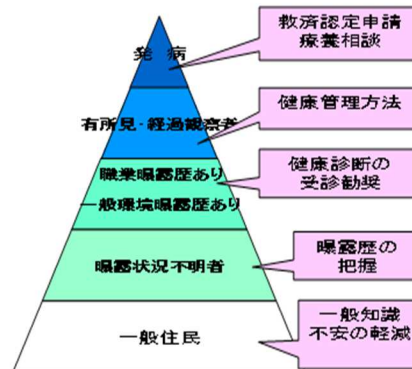 発 病
救済認定申請
療養相談
有所見・経過観察者
健康管理方法
職業曝露歴あり
一般環境曝露歴あり
健康診断の
受診勧奨
曝露状況不明者
曝露歴の
把握
一般住民
一般知識
不安の軽減